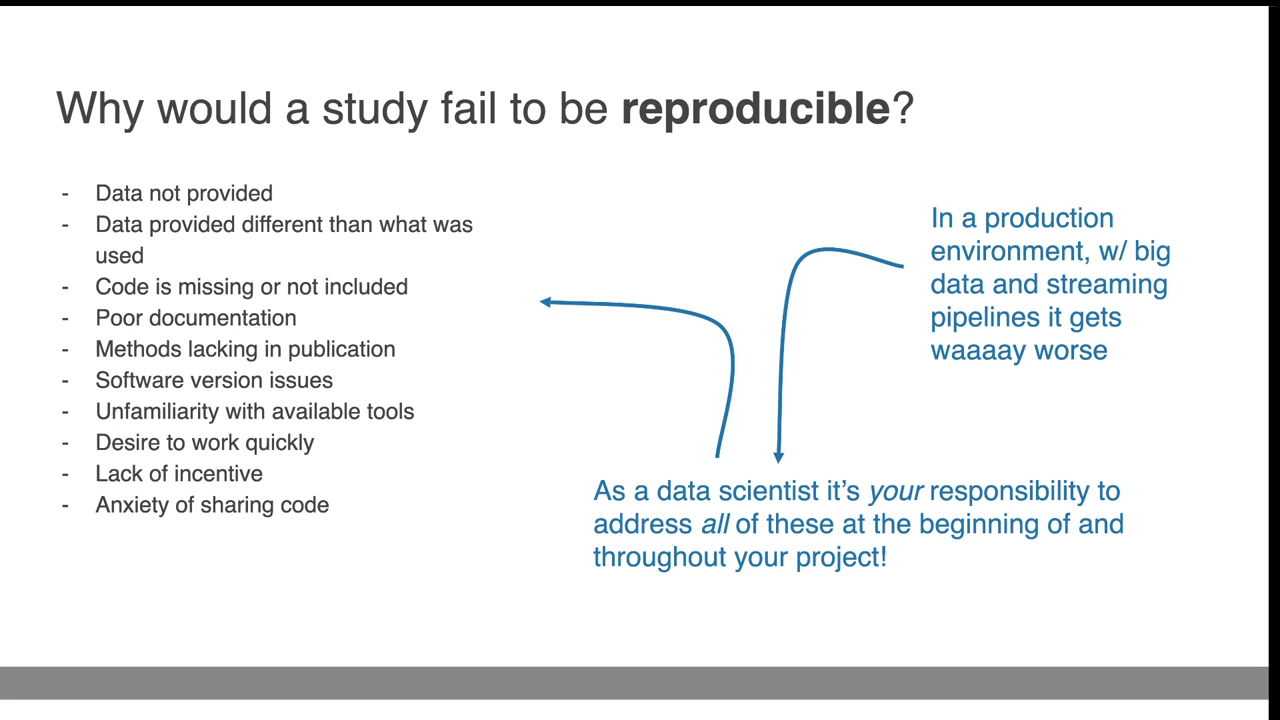 Why would a study fail to be reproducible?
- Data not provided
- Data provided different than what was
used
- Code is missing or not included
- Poor documentation
- Methods lacking in publication
- Software version issues
- Unfamiliarity with available tools
- Desire to work quickly
- Lack of incentive
- Anxiety of sharing code
In a production
environment, w/ big
data and streaming
pipelines it gets
waaaay worse
As a data scientist it’s your responsibility to
address all of these at the beginning of and
throughout your project!